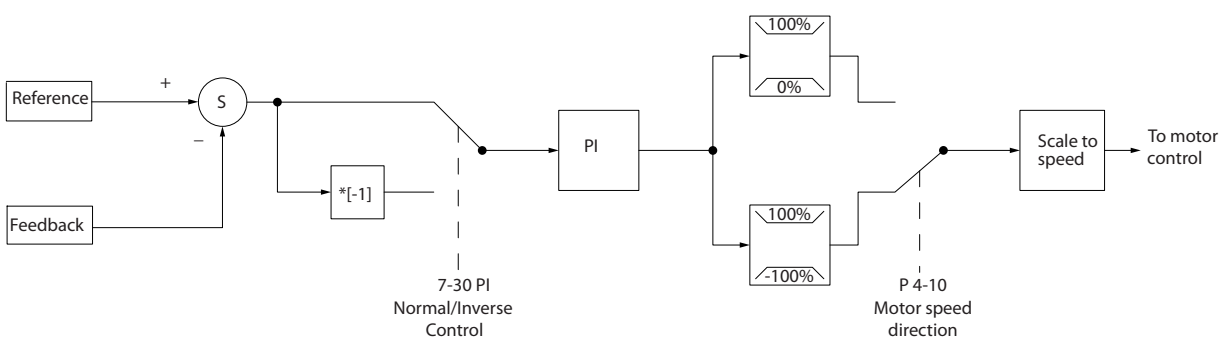 Reference
+
S
−
Feedback
*[-1]
7-30 PI
Normal/Inverse
Control
PI
100%
0%
100%
-100%
P 4-10
Motor speed
direction
Scale to
speed
To motor
control